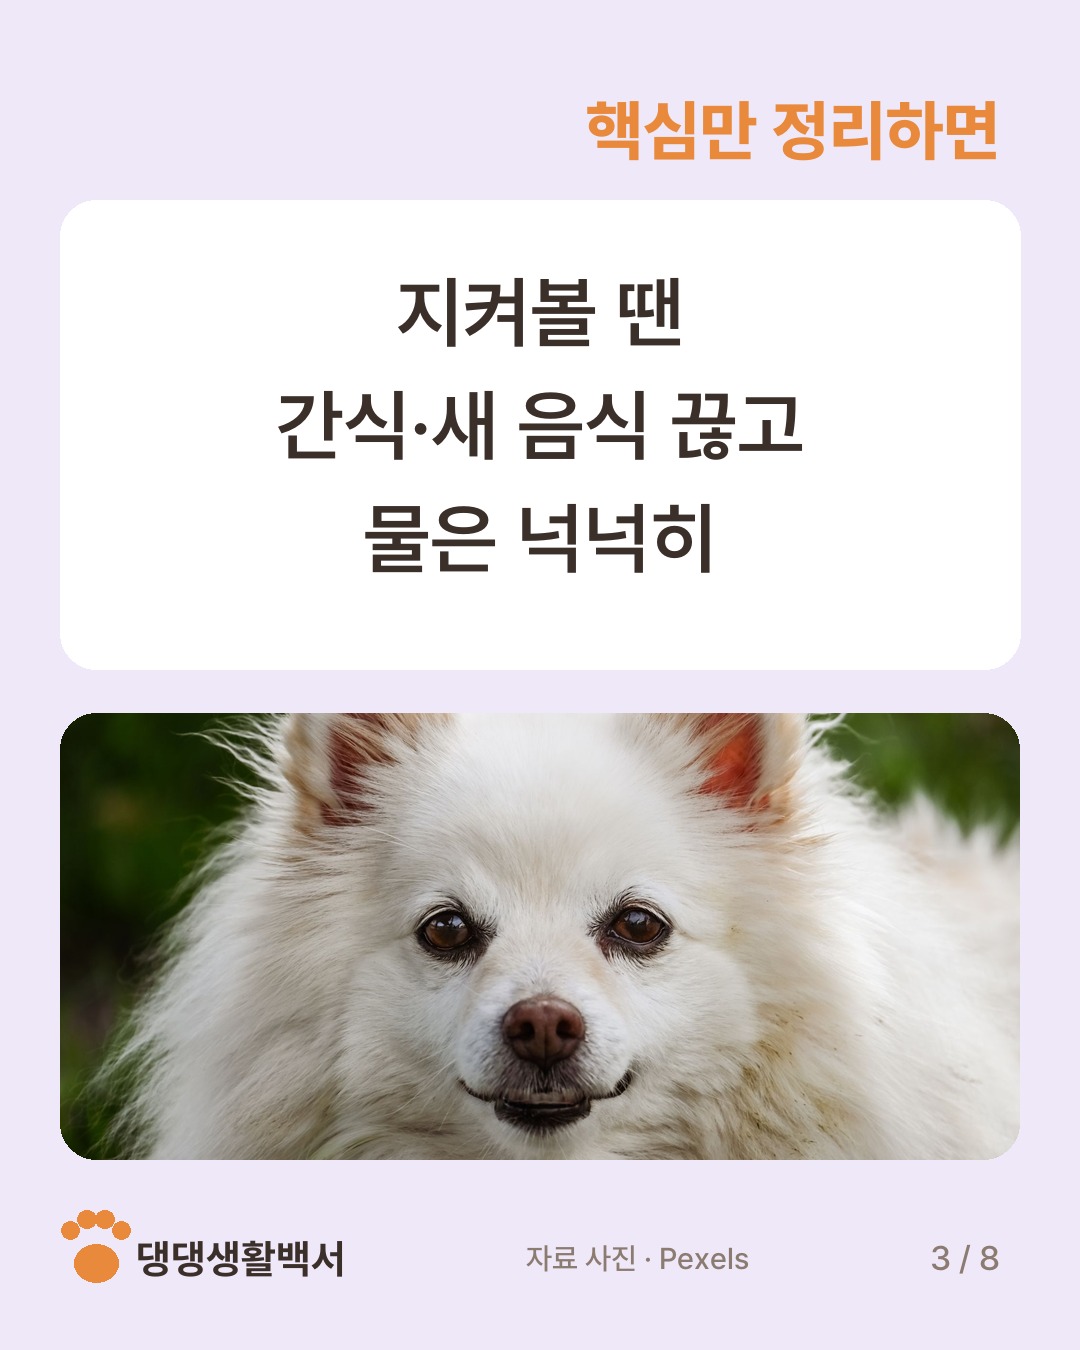 핵심만 정리하면
지켜볼 땐
간식·새 음식 끊고
물은 넉넉히
댕댕생활백서
자료 사진 · Pexels
3 / 8